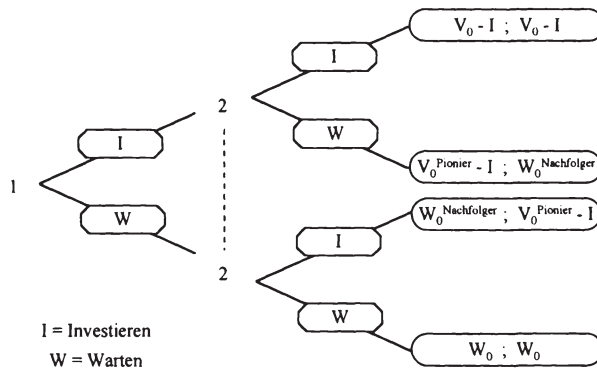 V₀ - I ; V₀ - I
I
2
W
I
V₀ᴾⁱᵒⁿⁱᵉʳ - I ; W₀ᴺᵃᶜʰᶠᵒˡᵍᵉʳ
1
W₀ᴺᵃᶜʰᶠᵒˡᵍᵉʳ ; V₀ᴾⁱᵒⁿⁱᵉʳ - I
W
I
2
I = Investieren
W
W₀ ; W₀
W = Warten